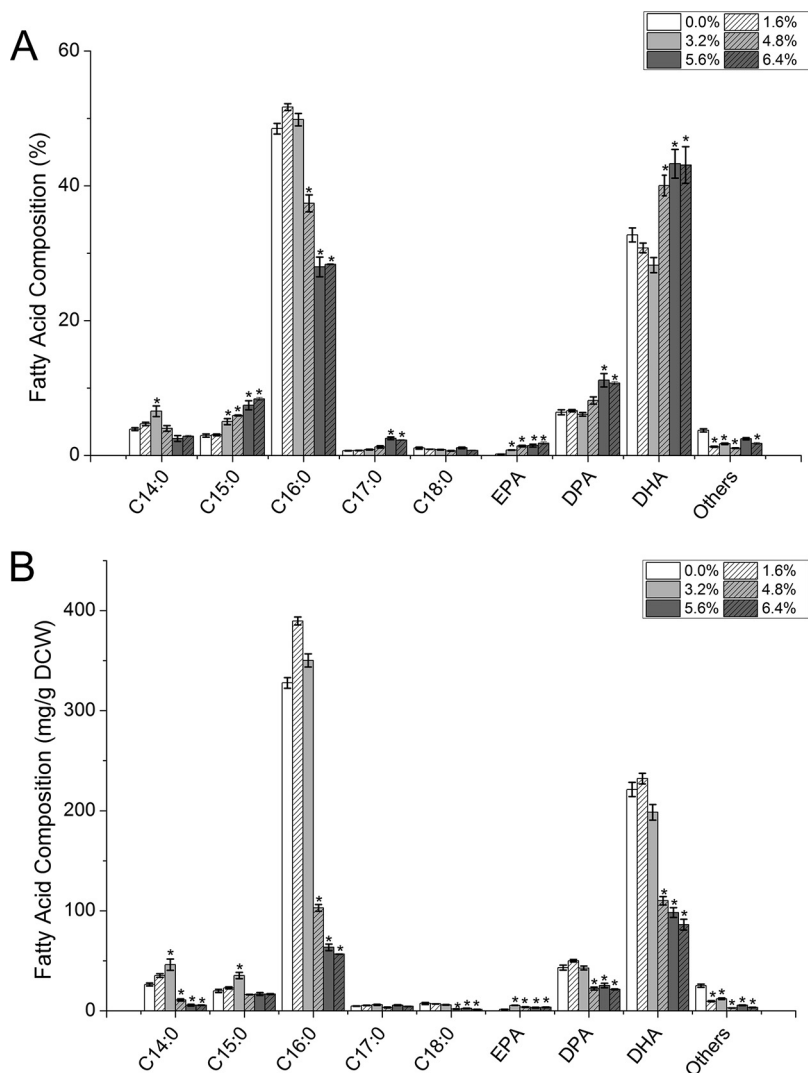 A
0.0% 1.6%
3.2% 4.8%
5.6% 6.4%
60
40
20
0
Fatty Acid Composition (%)
* * * * * * * * * * * * * * * * * * * * * * *
C14:0 C15:0 C16:0 C17:0 C18:0 EPA DPA DHA Others
B
0.0% 1.6%
3.2% 4.8%
5.6% 6.4%
400
300
200
100
0
Fatty Acid Composition (mg/g DCW)
* * * * * * * * * * * * * * * * * * * * * * * * * * *
C14:0 C15:0 C16:0 C17:0 C18:0 EPA DPA DHA Others